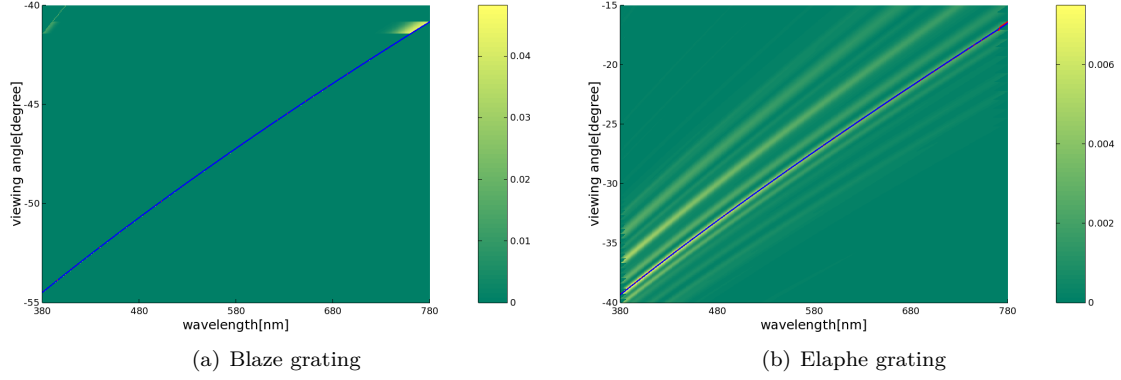 -40
-45
-50
-55
viewing angle[degree]
380 480 580 680 780
wavelength[nm]
0.04
0.03
0.02
0.01
0
(a) Blaze grating
-15
-20
-25
-30
-35
-40
viewing angle[degree]
380 480 580 680 780
wavelength[nm]
0.006
0.004
0.002
0
(b) Elaphe grating